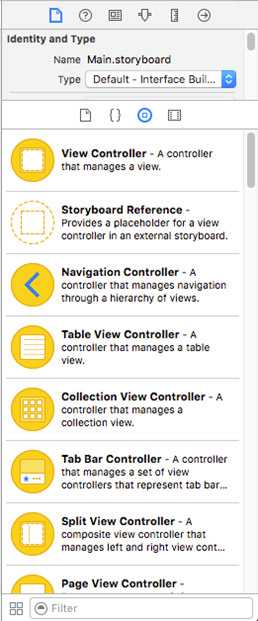 Identity and Type
Name Main.storyboard
Type Default - Interface Buil...
{}
View Controller - A controller
that manages a view.
Storyboard Reference -
Provides a placeholder for a view
controller in an external storyboard.
Navigation Controller - A
controller that manages navigation
through a hierarchy of views.
Table View Controller - A
controller that manages a table
view.
Collection View Controller - A
controller that manages a
collection view.
Tab Bar Controller - A controller
that manages a set of view
controllers that represent tab bar...
Split View Controller - A
composite view controller that
manages left and right view cont...
Page View Controller -
Filter